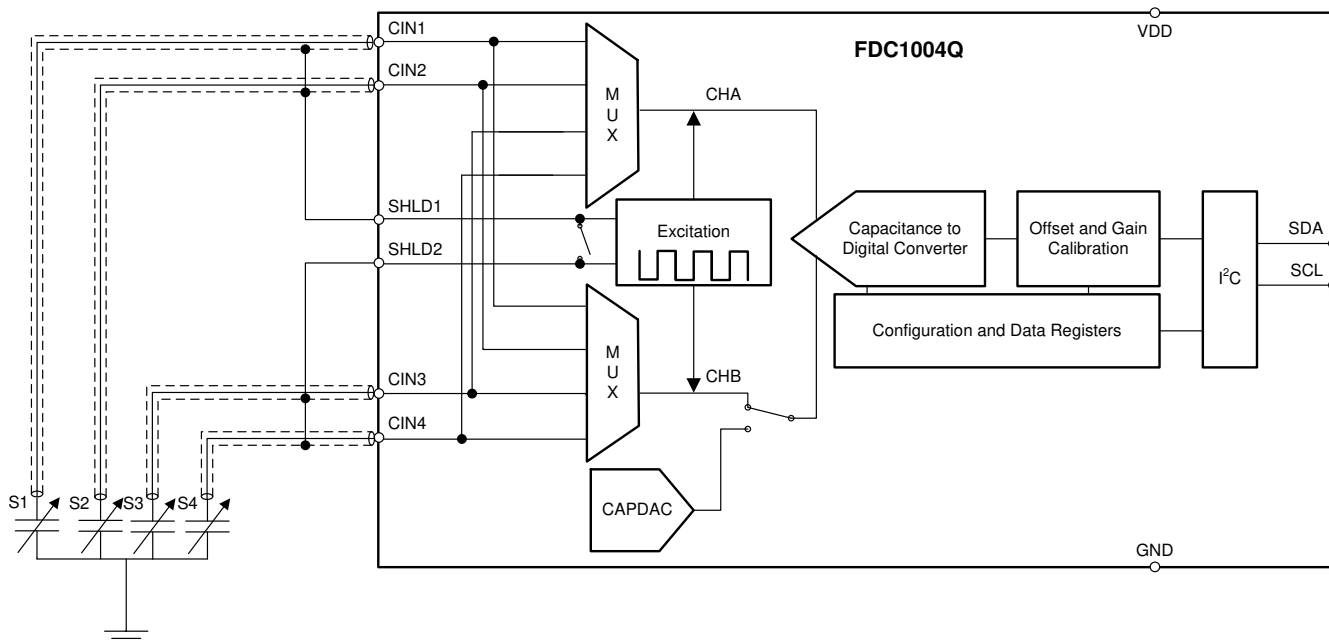 CIN1
VDD
FDC1004Q
CIN2
M
U
X
CHA
SHLD1
Excitation
SHLD2
Capacitance to
Digital Converter
Offset and Gain
Calibration
I²C
SDA
SCL
Configuration and Data Registers
M
U
X
CIN3
CHB
CIN4
S1
S2
S3
S4
CAPDAC
GND